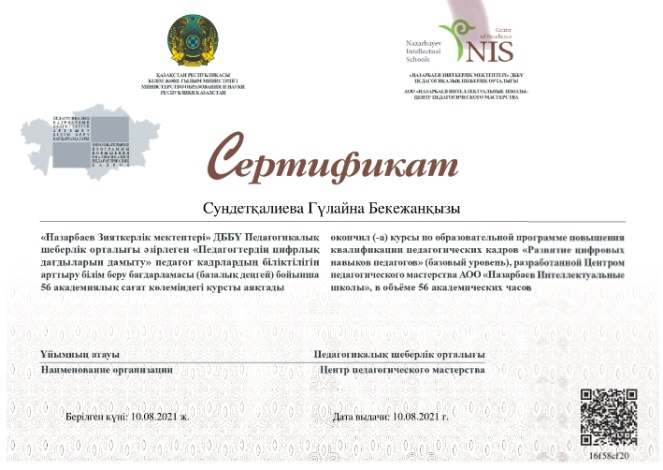 ҚАЗАҚСТАН РЕСПУБЛИКАСЫ
БІЛІМ ЖӘНЕ ҒЫЛЫМ МИНИСТРЛІГІ
МИНИСТЕРСТВО ОБРАЗОВАНИЯ И НАУКИ
РЕСПУБЛИКИ КАЗАХСТАН
Nazarbayev
Intellectual
Schools
Centre
of Excellence
NIS
«НАЗАРБАЕВ ЗИЯТКЕРЛІК МЕКТЕПТЕРІ» ДББҰ
ПЕДАГОГИКАЛЫҚ ШЕБЕРЛІК ОРТАЛЫҒЫ
АОО «НАЗАРБАЕВ ИНТЕЛЛЕКТУАЛЬНЫЕ ШКОЛЫ»
ЦЕНТР ПЕДАГОГИЧЕСКОГО МАСТЕРСТВА
Сертификат
Сундетқалиева Гүлайна Бекежанқызы
«Назарбаев Зияткерлік мектептері» ДББҰ Педагогикалық
шеберлік орталығы әзірлеген «Педагогтердің цифрлық
дағдыларын дамыту» педагог кадрлардың біліктілігін
арттыру білім беру бағдарламасы (базалық деңгей) бойынша
56 академиялық сағат көлеміндегі курсты аяқтады
окончил (-а) курсы по образовательной программе повышения
квалификации педагогических кадров «Развитие цифровых
навыков педагогов» (базовый уровень), разработанной Центром
педагогического мастерства АОО «Назарбаев Интеллектуальные
школы», в объёме 56 академических часов
Ұйымның атауы
Наименование организации
Педагогикалық шеберлік орталығы
Центр педагогического мастерства
Берілген күні: 10.08.2021 ж.
Дата выдачи: 10.08.2021 г.
16f58cf20